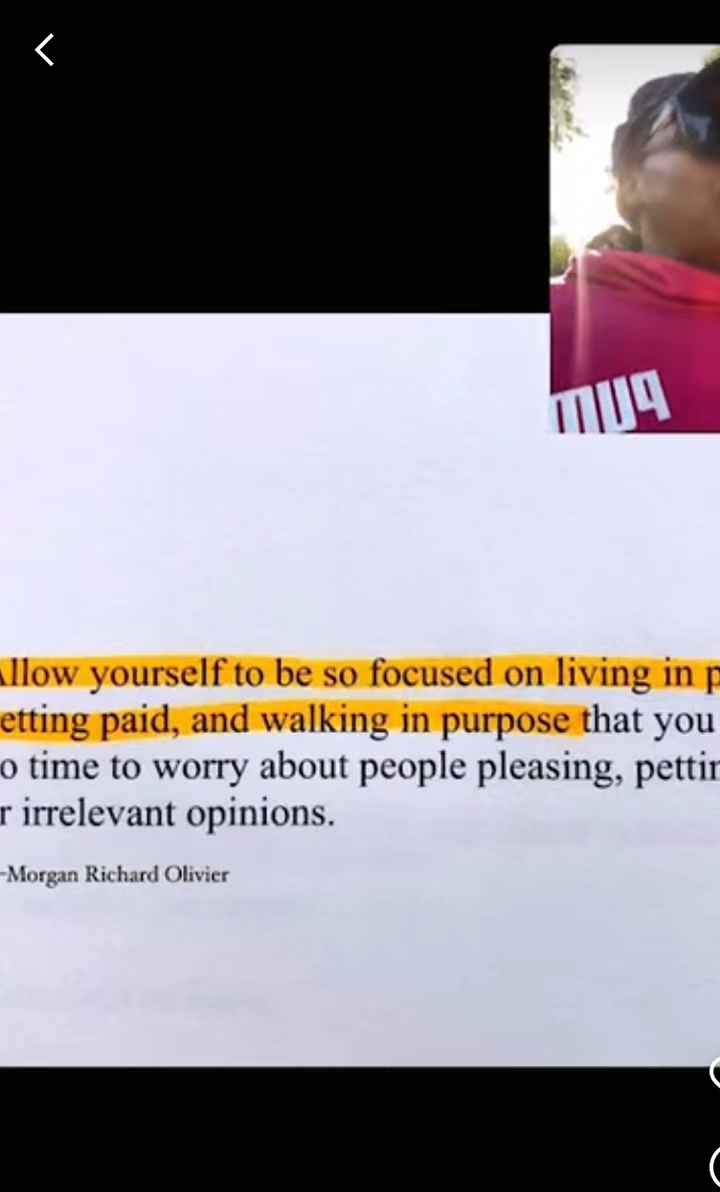 llow yourself to be so focused on living in p
etting paid, and walking in purpose that you
o time to worry about people pleasing, pettin
r irrelevant opinions.
-Morgan Richard Olivier